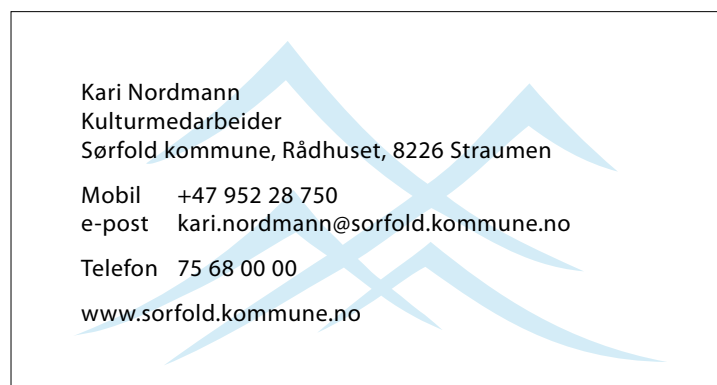 Kari Nordmann
Kulturmedarbeider
Sørfold kommune, Rådhuset, 8226 Straumen
Mobil +47 952 28 750
e-post kari.nordmann@sorfold.kommune.no
Telefon 75 68 00 00
www.sorfold.kommune.no